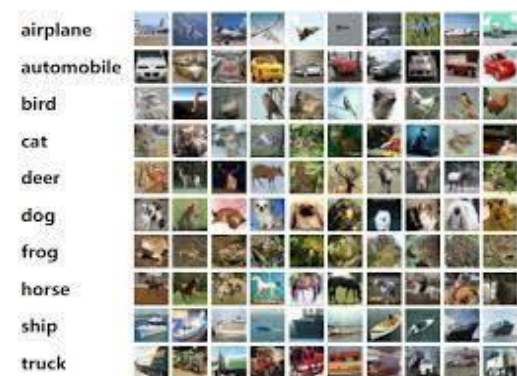 airplane
automobile
bird
cat
deer
dog
frog
horse
ship
truck